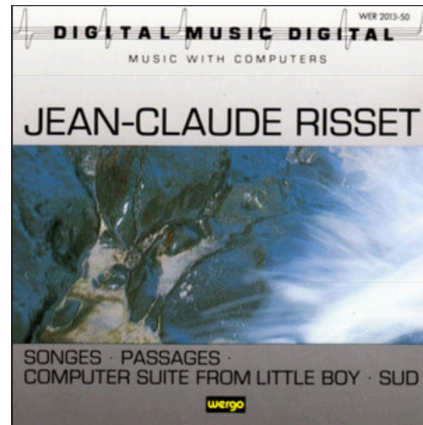 WER 2013-50
DIGITAL MUSIC DIGITAL
MUSIC WITH COMPUTERS
JEAN-CLAUDE RISSET
SONGES · PASSAGES ·
COMPUTER SUITE FROM LITTLE BOY · SUD
wergo